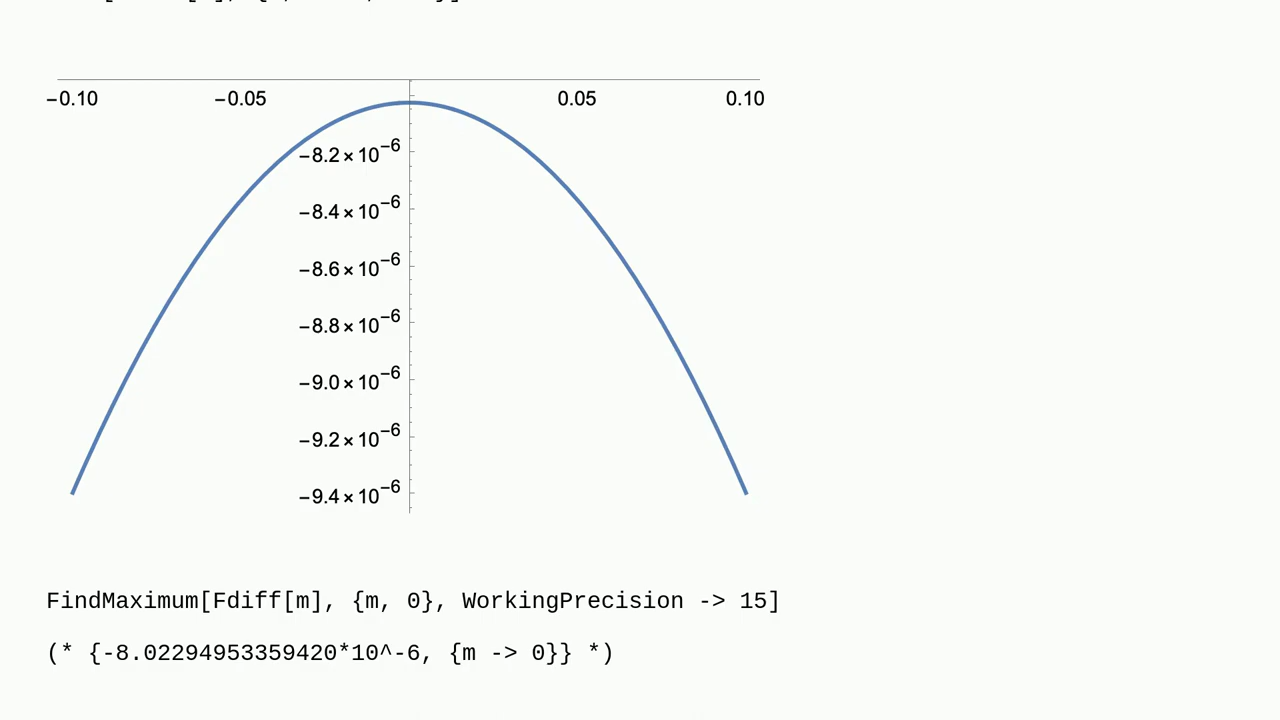 −0.10 −0.05 0.05 0.10
−8.2×10−6
−8.4×10−6
−8.6×10−6
−8.8×10−6
−9.0×10−6
−9.2×10−6
−9.4×10−6
FindMaximum[Fdiff[m], {m, 0}, WorkingPrecision -> 15]
(* {-8.02294953359420*10^-6, {m -> 0}} *)